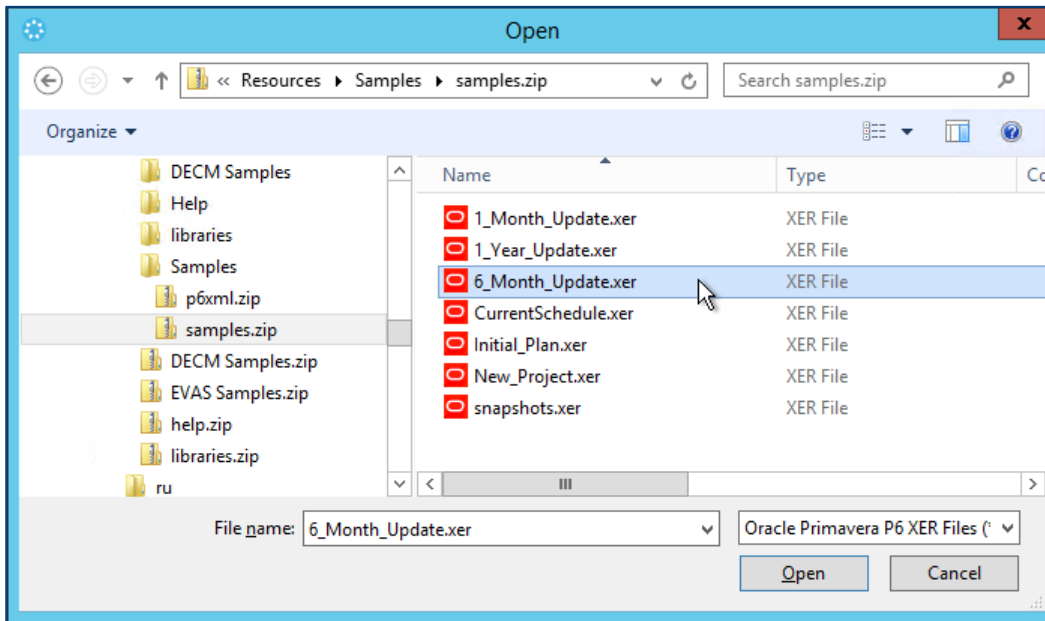 Open
x
« Resources Samples samples.zip
Search samples.zip
Organize
DECM Samples
Help
libraries
Samples
p6xml.zip
samples.zip
DECM Samples.zip
EVAS Samples.zip
help.zip
libraries.zip
ru
Name Type Co
1_Month_Update.xer XER File
1_Year_Update.xer XER File
6_Month_Update.xer XER File
CurrentSchedule.xer XER File
Initial_Plan.xer XER File
New_Project.xer XER File
snapshots.xer XER File
File name: 6_Month_Update.xer
Oracle Primavera P6 XER Files (*
Open Cancel